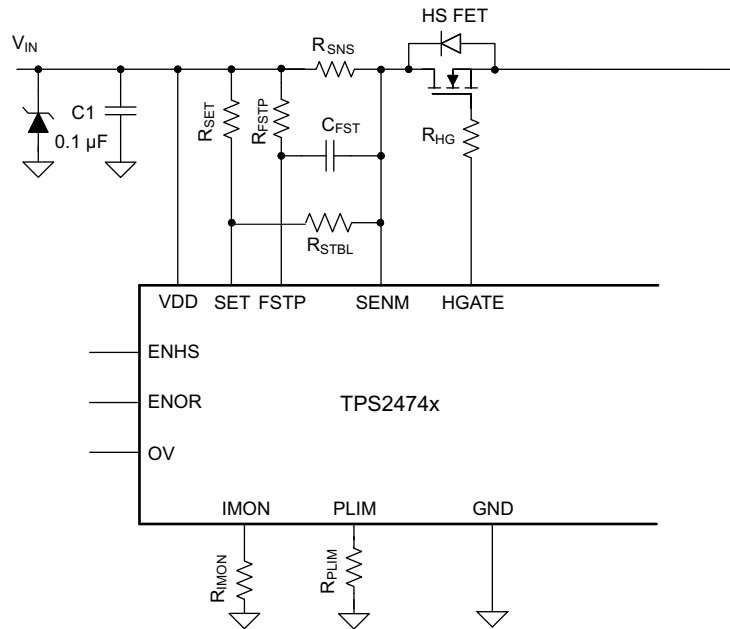 HS FET
VIN
RSNS
C1
0.1 µF
RSET
RFSTP
CFST
RHG
RSTBL
VDD SET FSTP SENM HGATE
ENHS
ENOR
TPS2474x
OV
IMON PLIM GND
RIMON
RPLIM